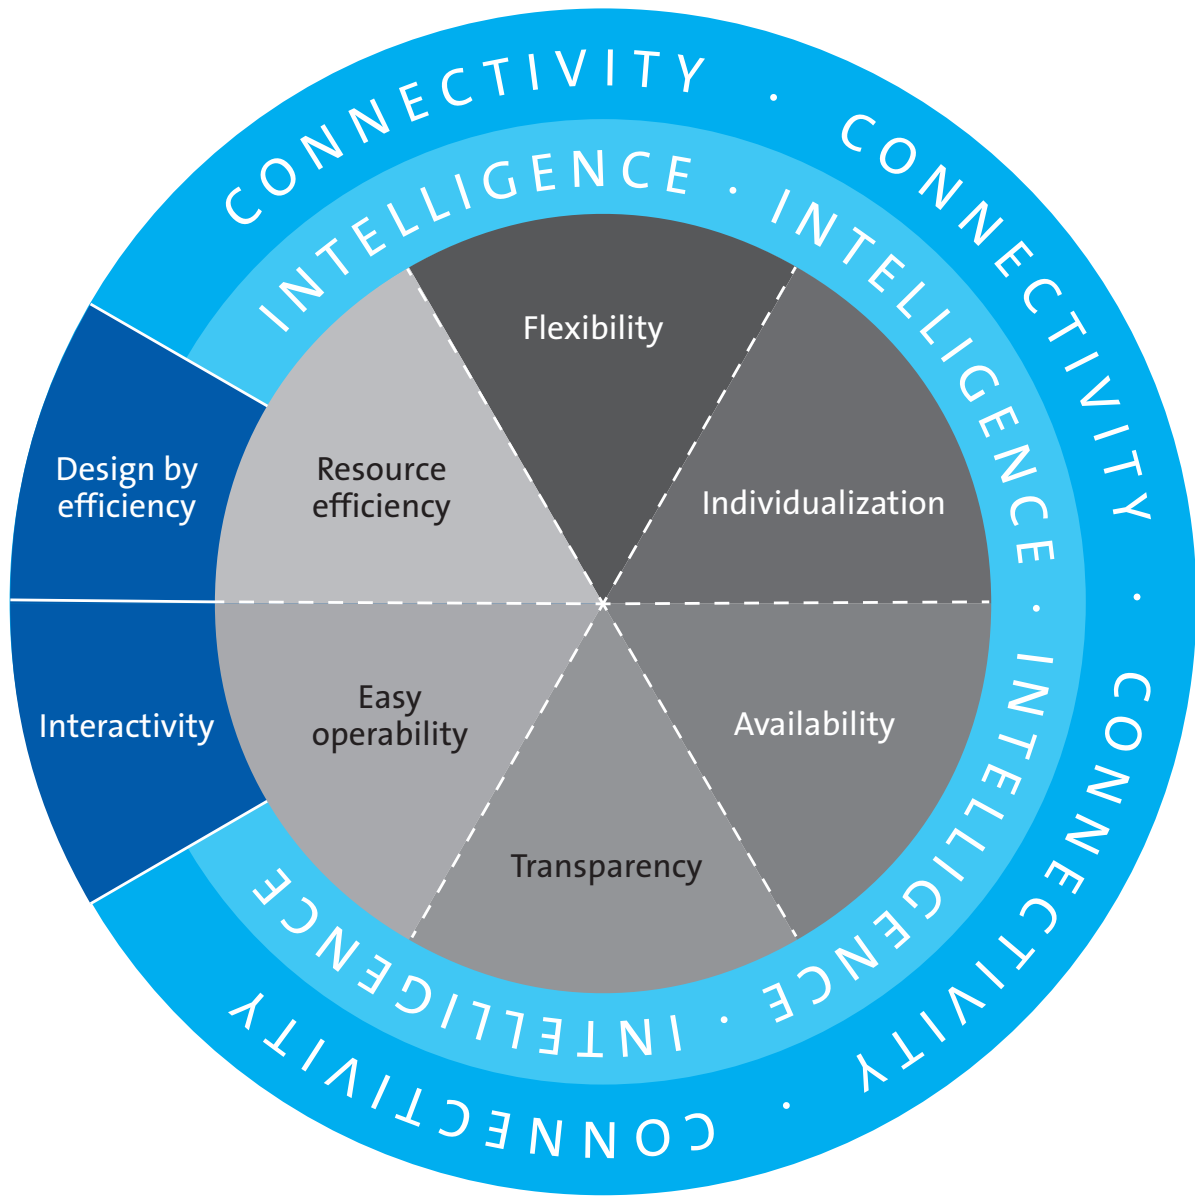 CONNECTIVITY · CONNECTIVITY · CONNECTIVITY · CONNECTIVITY
INTELLIGENCE · INTELLIGENCE · INTELLIGENCE · INTELLIGENCE
Flexibility
Individualization
Availability
Transparency
Easy
operability
Resource
efficiency
Design by
efficiency
Interactivity